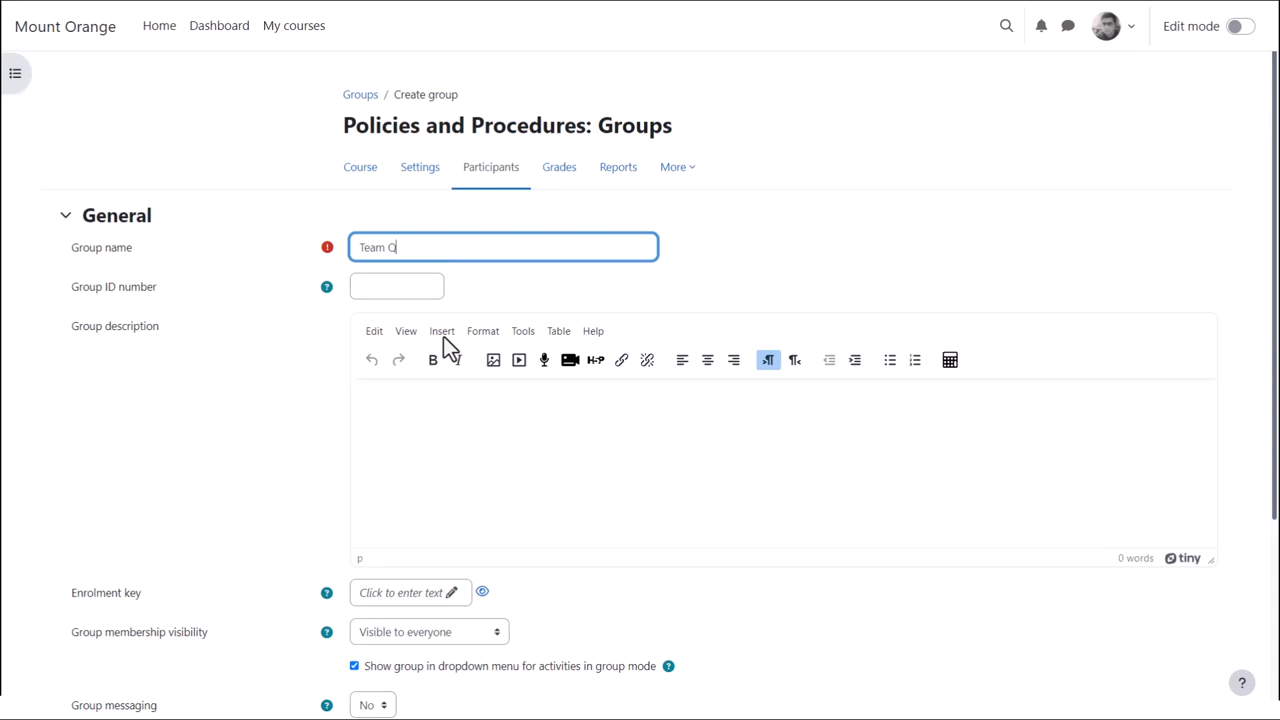 Mount Orange Home Dashboard My courses Edit mode
Groups / Create group
Policies and Procedures: Groups
Course Settings Participants Grades Reports More
General
Group name ! Team O
Group ID number ?
Group description
Edit View Insert Format Tools Table Help
B I H-P
p 0 words tiny
Enrolment key ? Click to enter text
Group membership visibility ? Visible to everyone
Show group in dropdown menu for activities in group mode ?
?
Group messaging ? No